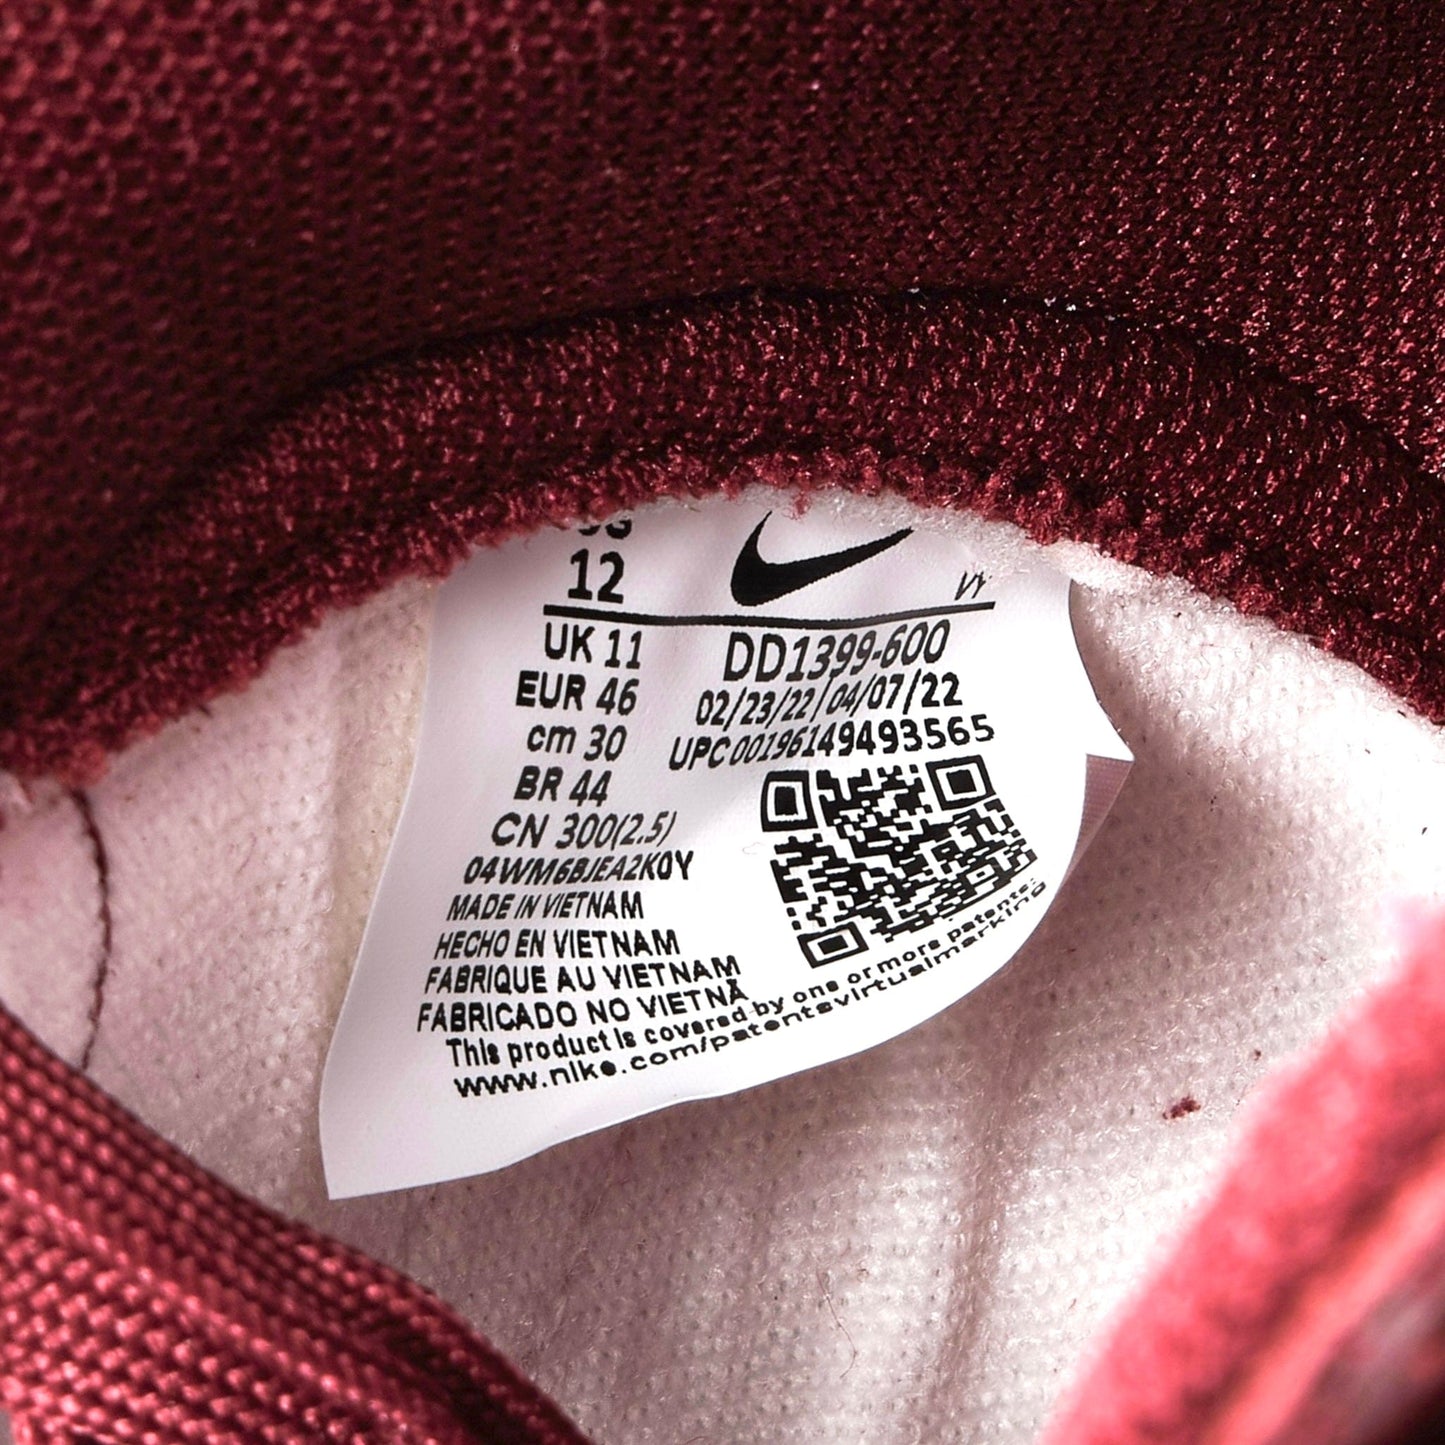 US
12
VY
UK 11
EUR 46
cm 30
BR 44
CN 300(2.5)
04WM6BJEA2K0Y
DD1399-600
02/23/22/04/07/22
UPC 00196149493565
MADE IN VIETNAM
HECHO EN VIETNAM
FABRIQUE AU VIETNAM
FABRICADO NO VIETNÃ
This product is covered by one or more patents:
www.nike.com/patentsvirtualmarking